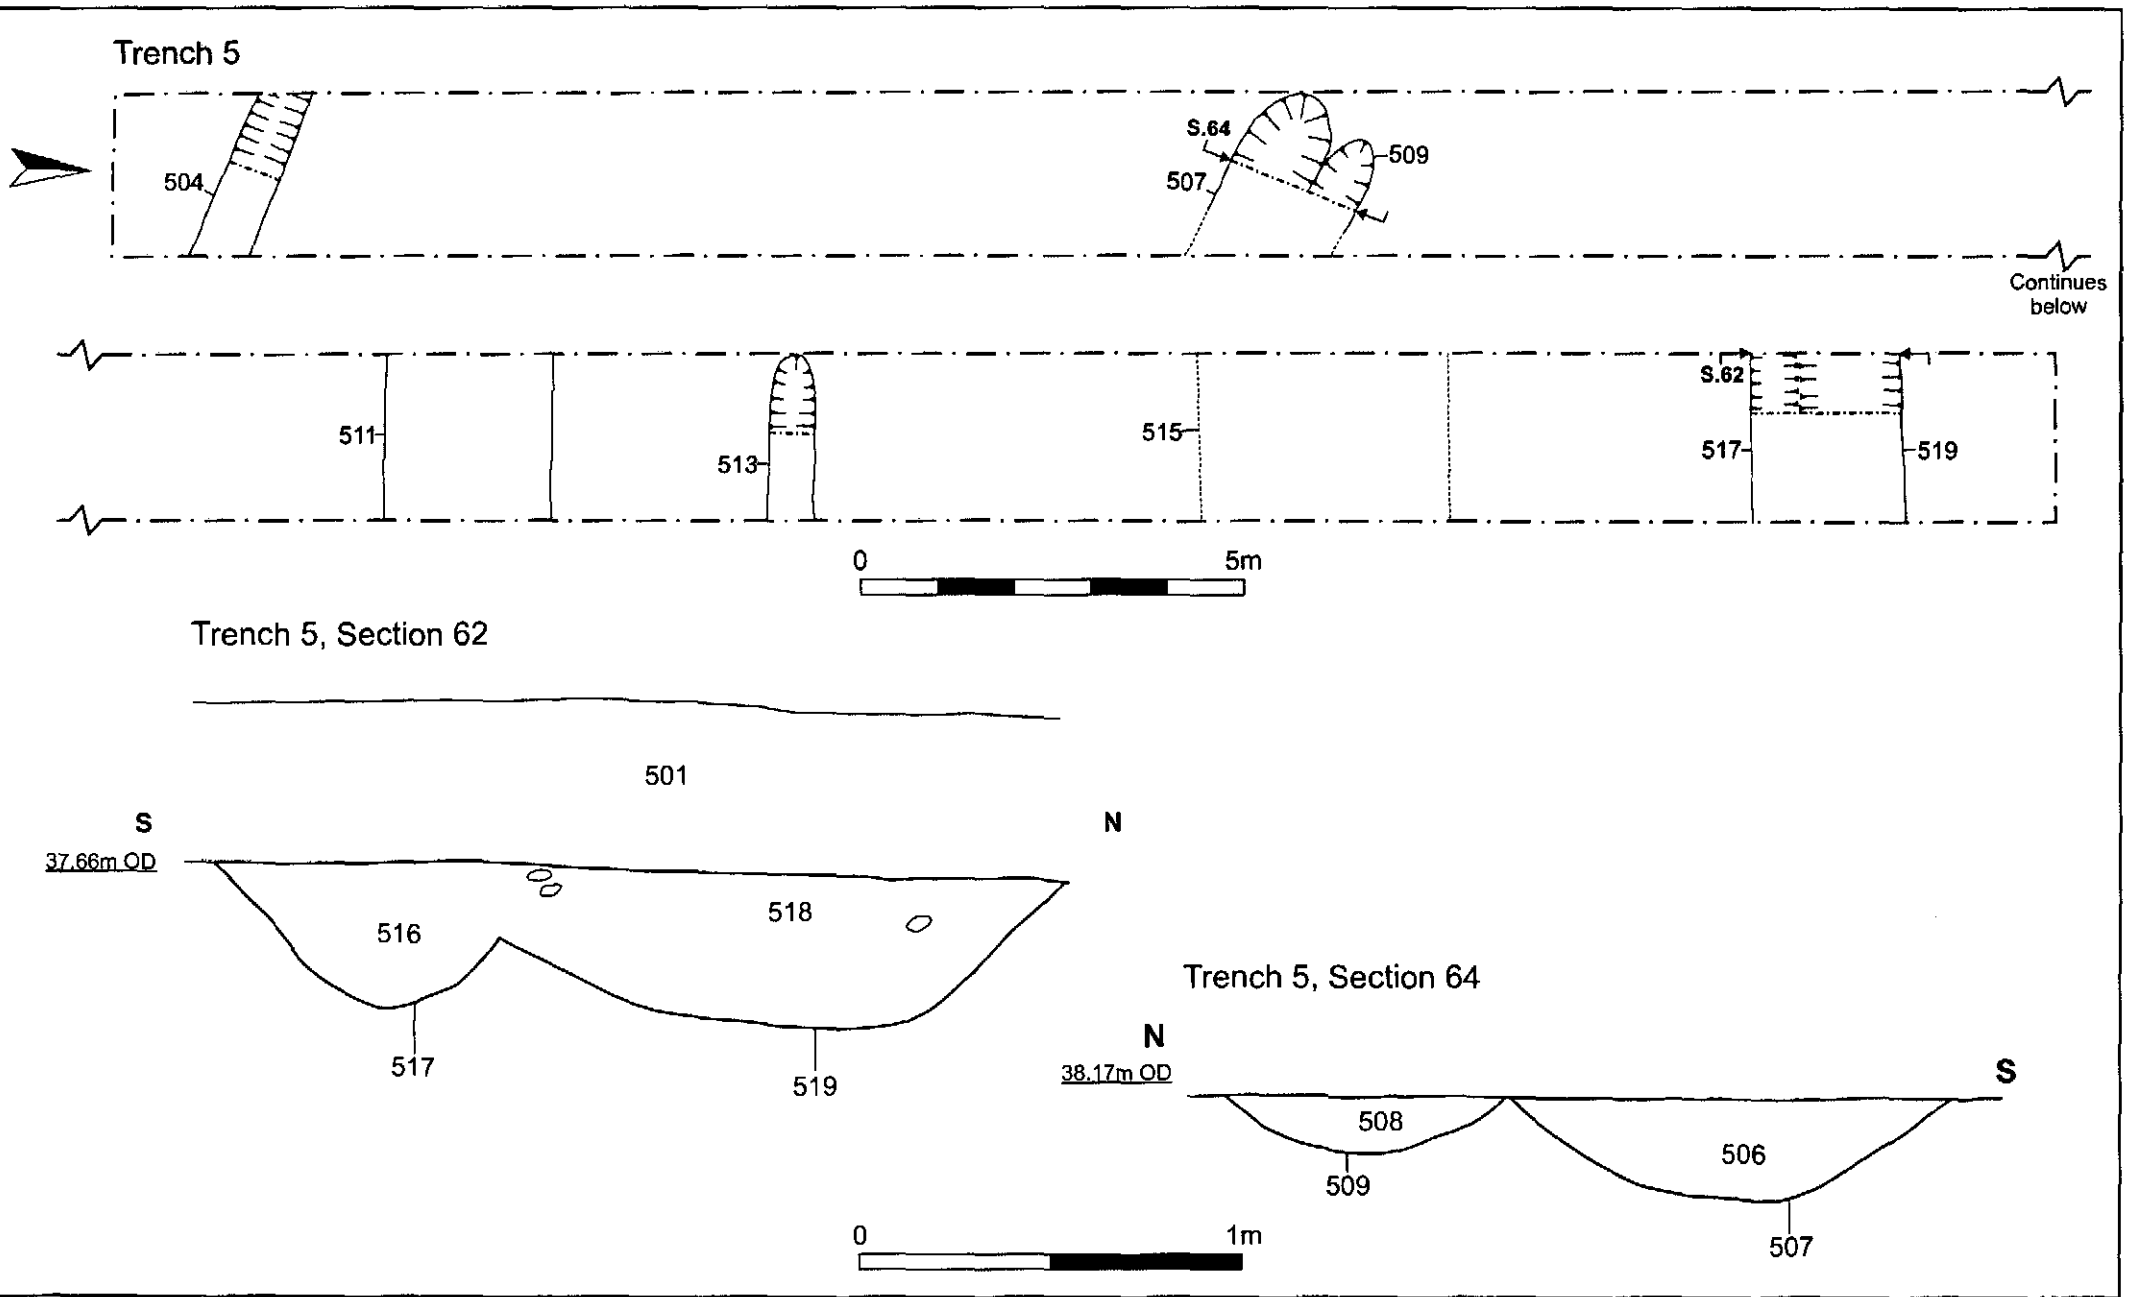 Trench 5
S.64
509
504
507
Continues
below
S.62
511
515
517
519
513
0 5m
Trench 5, Section 62
501
S N
37.66m OD
518
516
Trench 5, Section 64
517
519
N
38.17m OD
S
508
506
509
0 1m
507